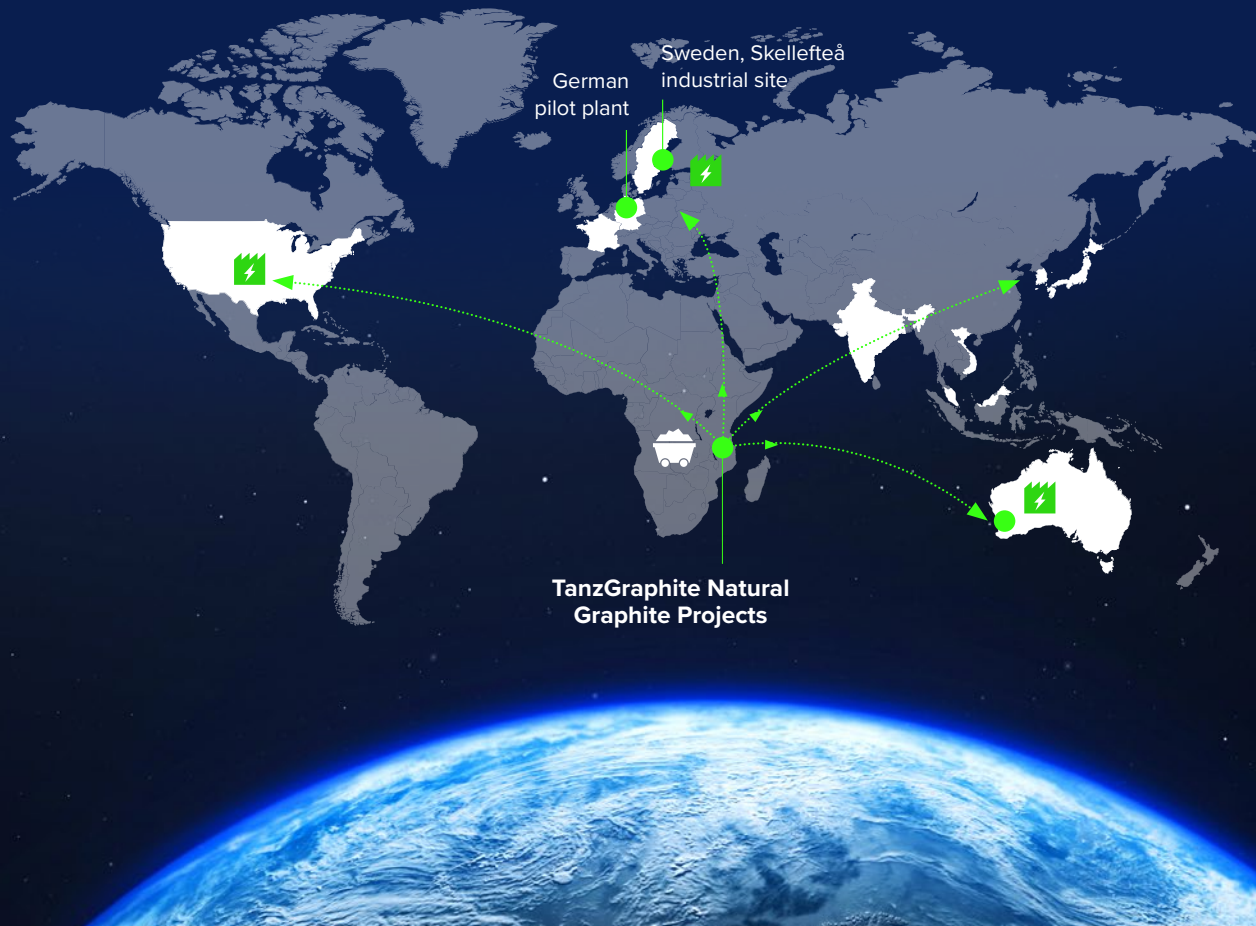 Sweden, Skellefteå
industrial site
German
pilot plant
TanzGraphite Natural
Graphite Projects